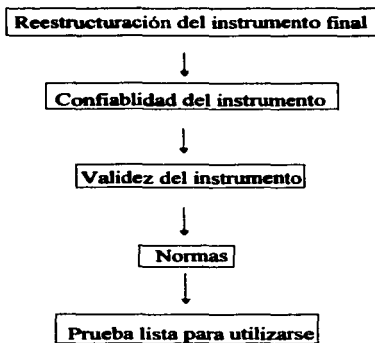 Reestructuración del instrumento final
Confiablidad del instrumento
Validez del instrumento
Normas
Prueba lista para utilizarse